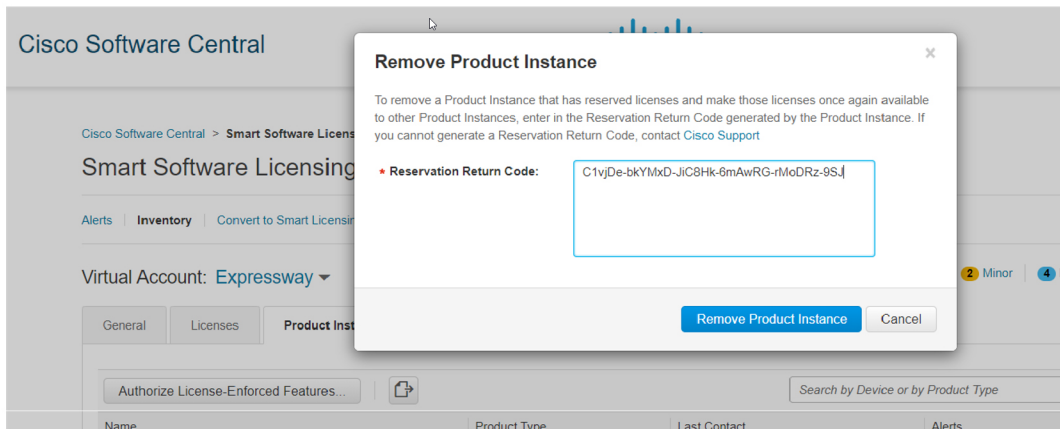 Cisco Software Central
Remove Product Instance
×
To remove a Product Instance that has reserved licenses and make those licenses once again available
to other Product Instances, enter in the Reservation Return Code generated by the Product Instance. If
you cannot generate a Reservation Return Code, contact Cisco Support
* Reservation Return Code:
C1vjDe-bkYMxD-JiC8Hk-6mAwRG-rMoDRz-9SJ
Remove Product Instance
Cancel
Cisco Software Central > Smart Software Licens
Smart Software Licensing
Alerts
Inventory
Convert to Smart Licensin
Virtual Account: Expressway
2 Minor
4
General
Licenses
Product Inst
Authorize License-Enforced Features...
Search by Device or by Product Type
Name
Product Type
Last Contact
Alerts